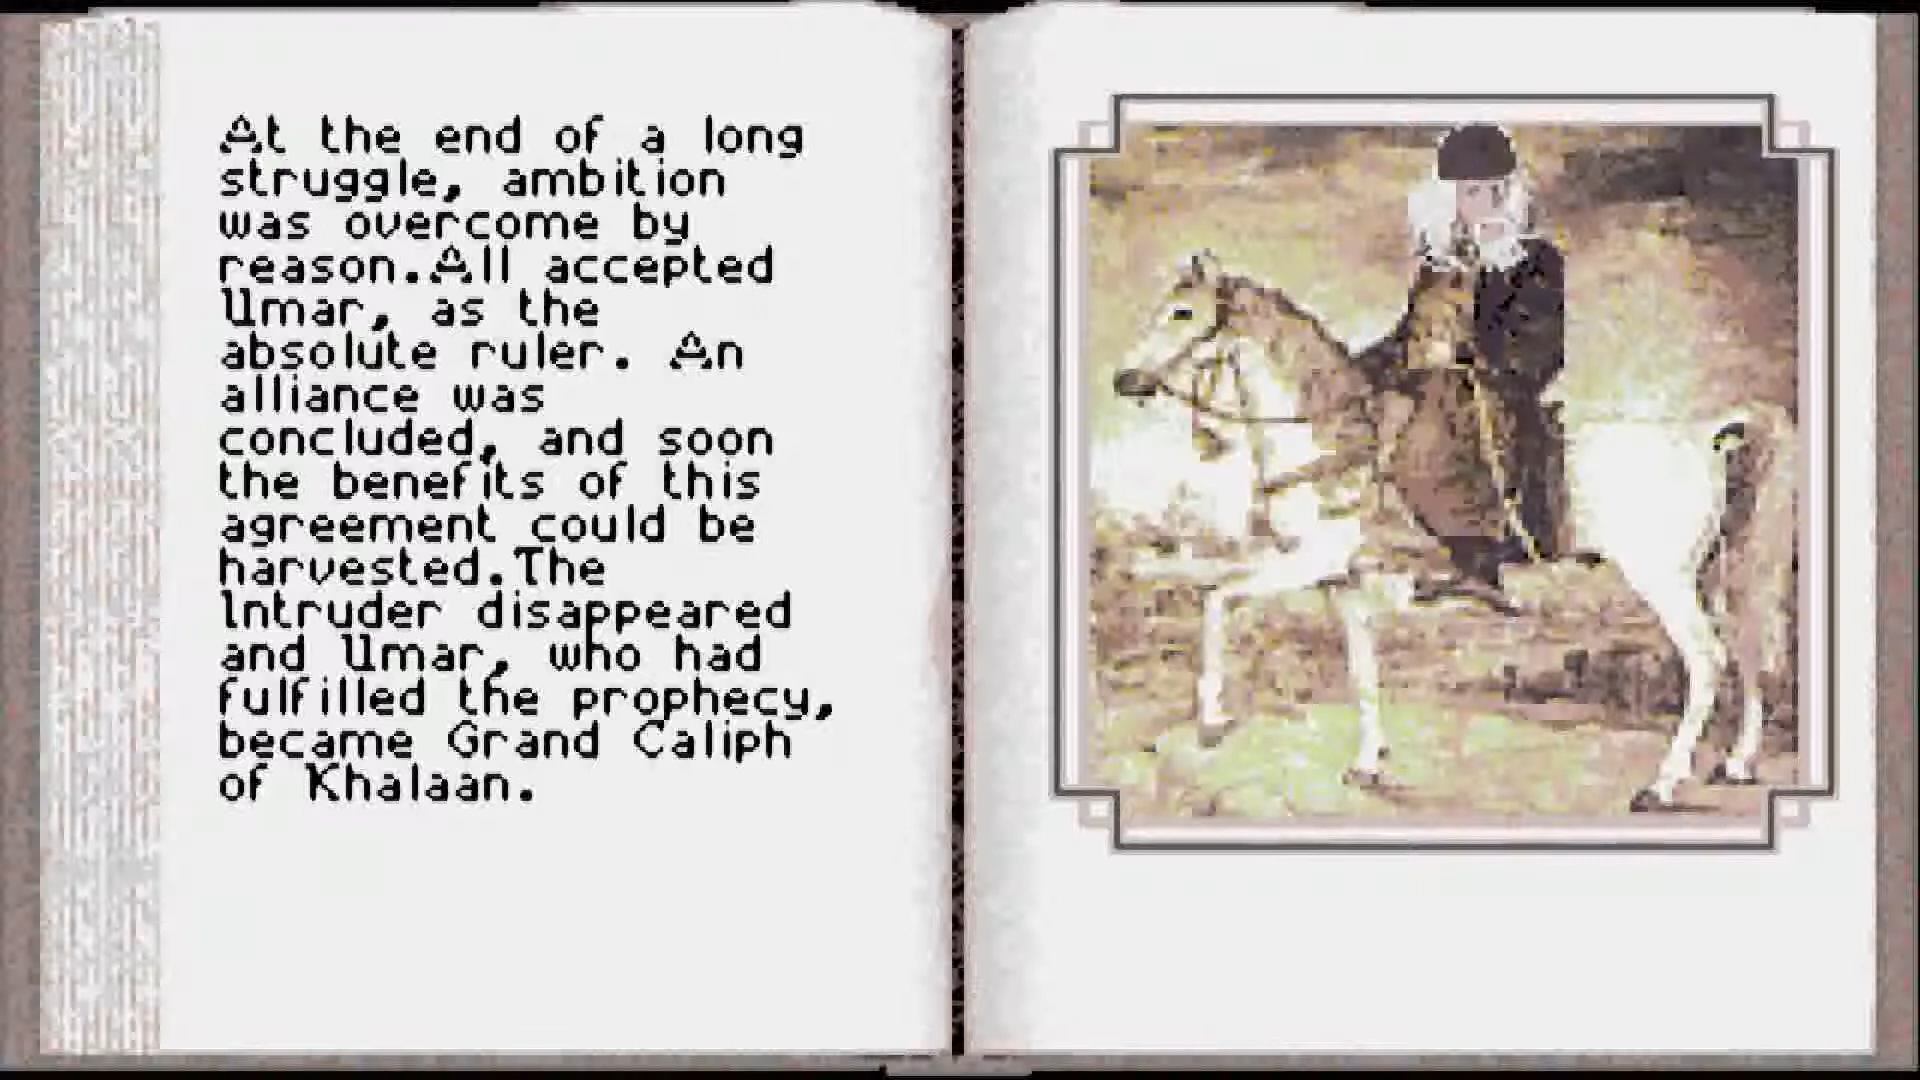 At the end of a long
struggle, ambition
was overcome by
reason.All accepted
Umar, as the
absolute ruler. An
alliance was
concluded, and soon
the benefits of this
agreement could be
harvested.The
Intruder disappeared
and Umar, who had
fulfilled the prophecy,
became Grand Caliph
of Khalaan.